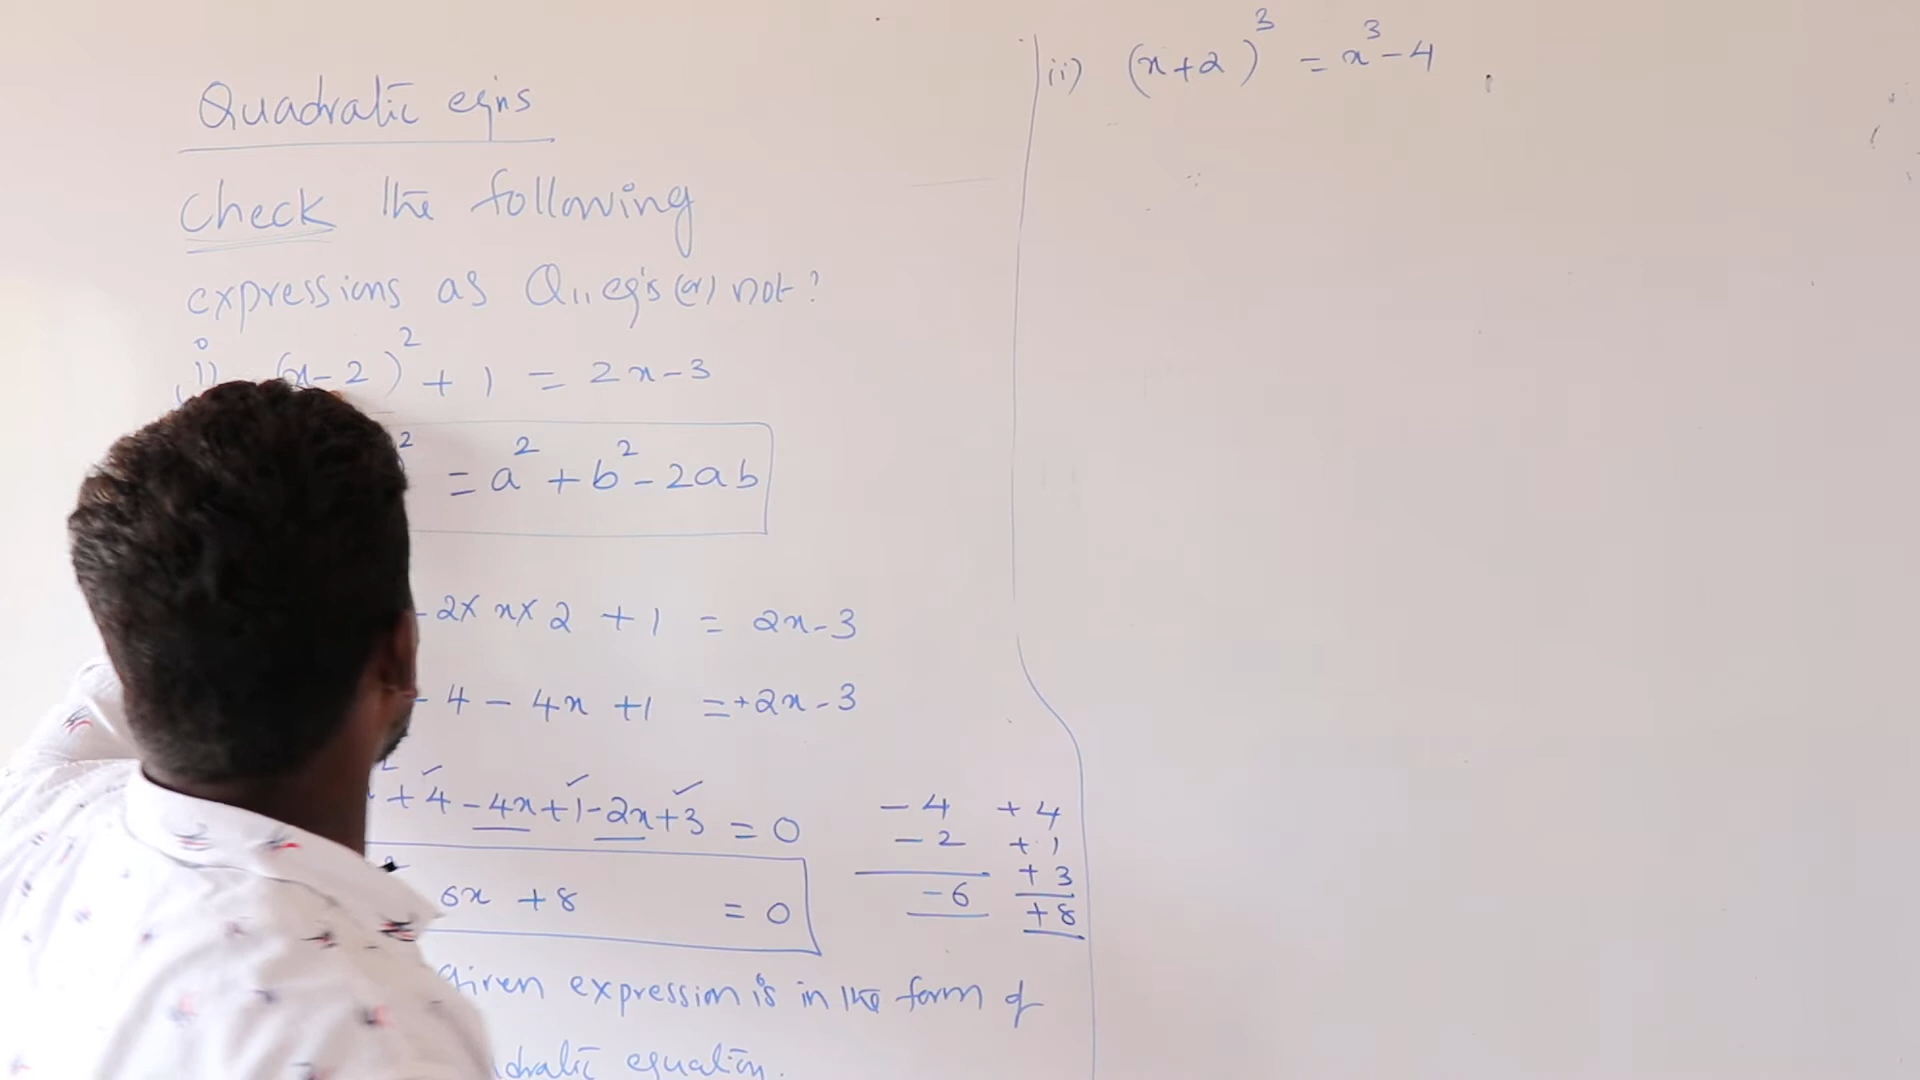 Quadratic eqns
Check the following
expressions as Q,, eq's (or) not?
i) (x-2)² + 1 = 2x-3
² = a² + b² - 2ab
- 2× x× 2 + 1 = 2x-3
- 4 - 4x +1 =+2x-3
+4-4x+1-2x+3 = 0
6x +8 = 0
given expression is in the form of
dratic equation.
-4 +4
-2 +1
+3
-6 +8
ii) (x+2)³ = x³-4